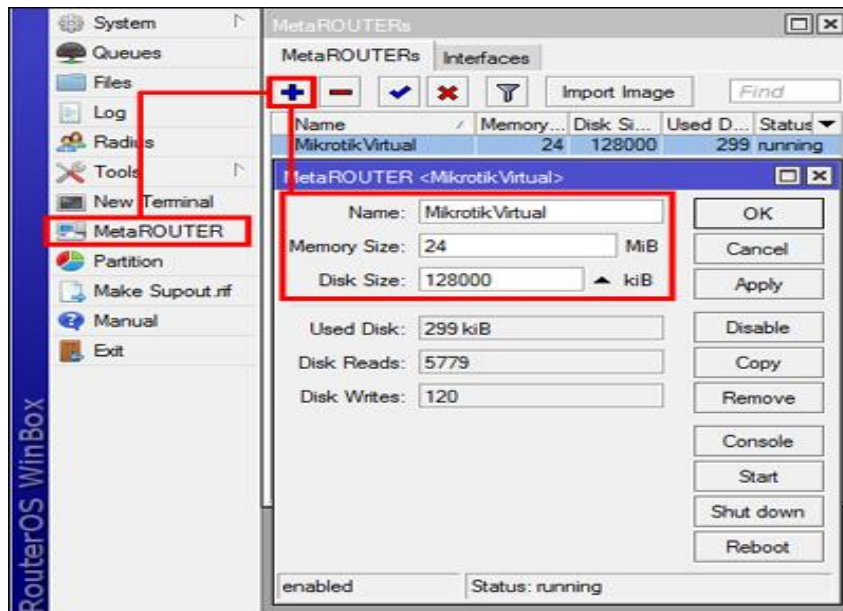 System
Queues
Files
Log
Radius
Tools
New Terminal
MetaROUTER
Partition
Make Supout.rif
Manual
Exit
RouterOS WinBox
MetaROUTERs
MetaROUTERs Interfaces
Import Image Find
Name Memory... Disk Si... Used D... Status
MikrotikVirtual 24 128000 299 running
MetaROUTER <MikrotikVirtual>
Name: MikrotikVirtual OK
Memory Size: 24 MiB Cancel
Disk Size: 128000 kiB Apply
Used Disk: 299 kiB Disable
Disk Reads: 5779 Copy
Disk Writes: 120 Remove
Console
Start
Shut down
Reboot
enabled Status: running